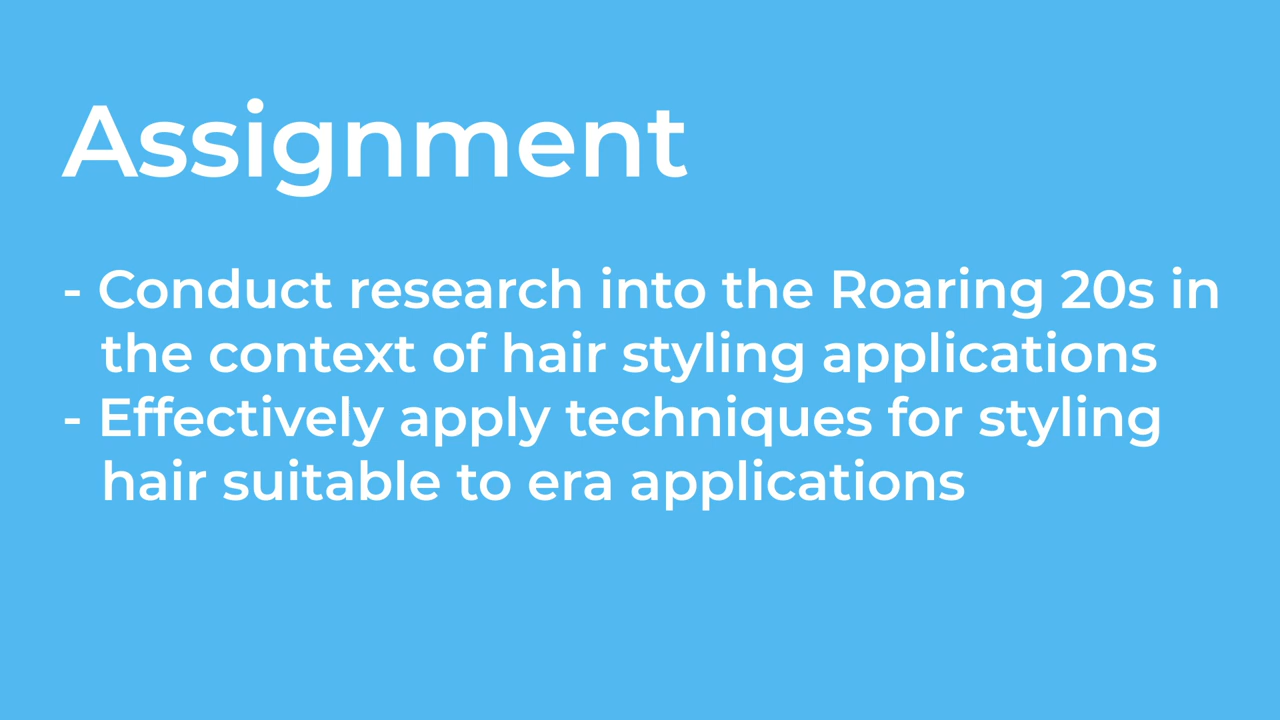 Assignment
- Conduct research into the Roaring 20s in
the context of hair styling applications
- Effectively apply techniques for styling
hair suitable to era applications